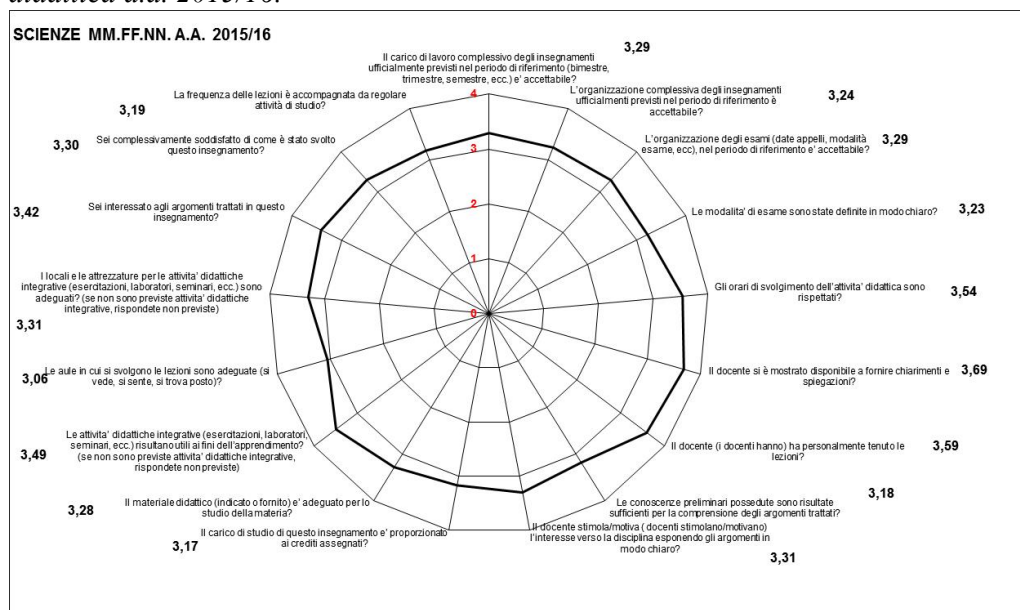 didattica a.a. 2015/16.
SCIENZE MM.FF.NN. A.A. 2015/16
Il carico di lavoro complessivo degli insegnamenti
ufficialmente previsti nel periodo di riferimento (bimestre,
trimestre, semestre, ecc.) e' accettabile?
3,29
L'organizzazione complessiva degli insegnamenti
ufficialmenti previsti nel periodo di riferimento è
accettabile?
3,24
L'organizzazione degli esami (date appelli, modalità
esame, ecc), nel periodo di riferimento e' accettabile?
3,29
Le modalita' di esame sono state definite in modo chiaro?
3,23
Gli orari di svolgimento dell'attivita' didattica sono
rispettati?
3,54
Il docente si è mostrato disponibile a fornire chiarimenti e
spiegazioni?
3,69
Il docente (i docenti hanno) ha personalmente tenuto le
lezioni?
3,59
Le conoscenze preliminari possedute sono risultate
sufficienti per la comprensione degli argomenti trattati?
3,18
Il docente stimola/motiva ( docenti stimolano/motivano)
l'interesse verso la disciplina esponendo gli argomenti in
modo chiaro?
3,31
Il carico di studio di questo insegnamento e' proporzionato
ai crediti assegnati?
3,17
Il materiale didattico (indicato o fornito) e' adeguato per lo
studio della materia?
3,28
Le attivita' didattiche integrative (esercitazioni, laboratori,
seminari, ecc.) risultano utili ai fini dell'apprendimento?
(se non sono previste attivita' didattiche integrative,
rispondete non previste)
3,49
Le aule in cui si svolgono le lezioni sono adeguate (si
vede, si sente, si trova posto)?
3,06
I locali e le attrezzature per le attivita' didattiche
integrative (esercitazioni, laboratori, seminari, ecc.) sono
adeguati? (se non sono previste attivita' didattiche
integrative, rispondete non previste)
3,31
Sei interessato agli argomenti trattati in questo
insegnamento?
3,42
Sei complessivamente soddisfatto di come è stato svolto
questo insegnamento?
3,30
La frequenza delle lezioni è accompagnata da regolare
attività di studio?
3,19
4
3
2
1
0